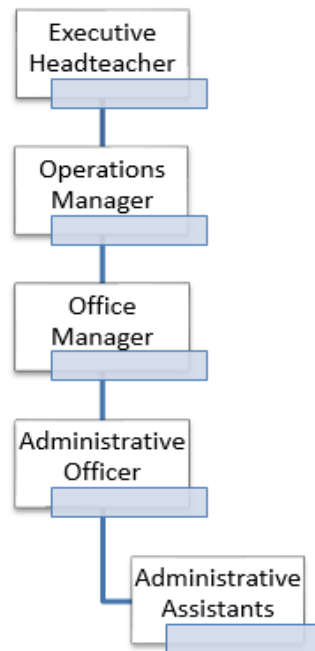 Executive
Headteacher
Operations
Manager
Office
Manager
Administrative
Officer
Administrative
Assistants